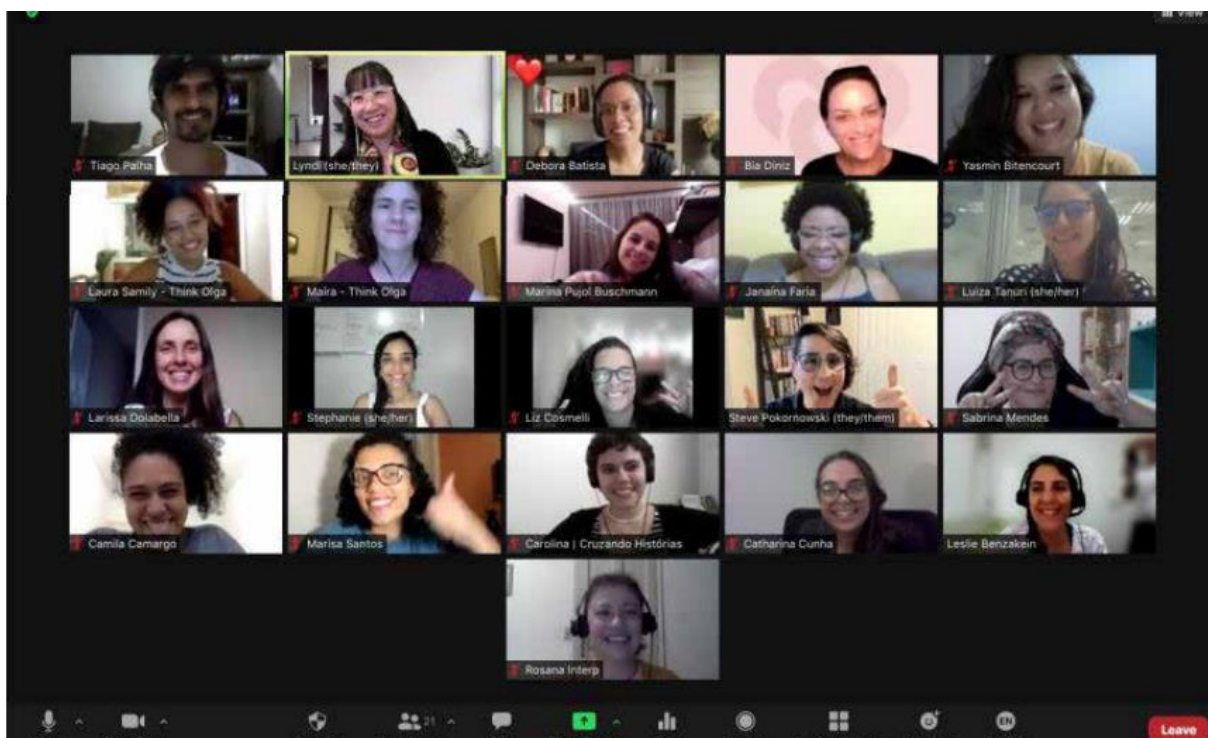 View
Tiago Palha
Lyndi (she/they)
Debora Batista
Bia Diniz
Yasmin Bitencourt
Laura Samily - Think Olga
Maíra - Think Olga
Marina Pujol Buschmann
Janaína Faria
Luiza Tanuri (she/her)
Larissa Dolabella
Stephanie (she/her)
Liz Cosmelli
Steve Pokornowski (they/them)
Sabrina Mendes
Camila Camargo
Marisa Santos
Carolina | Cruzando Histórias
Catharina Cunha
Leslie Benzakein
Rosana Interp
21
EN
Leave